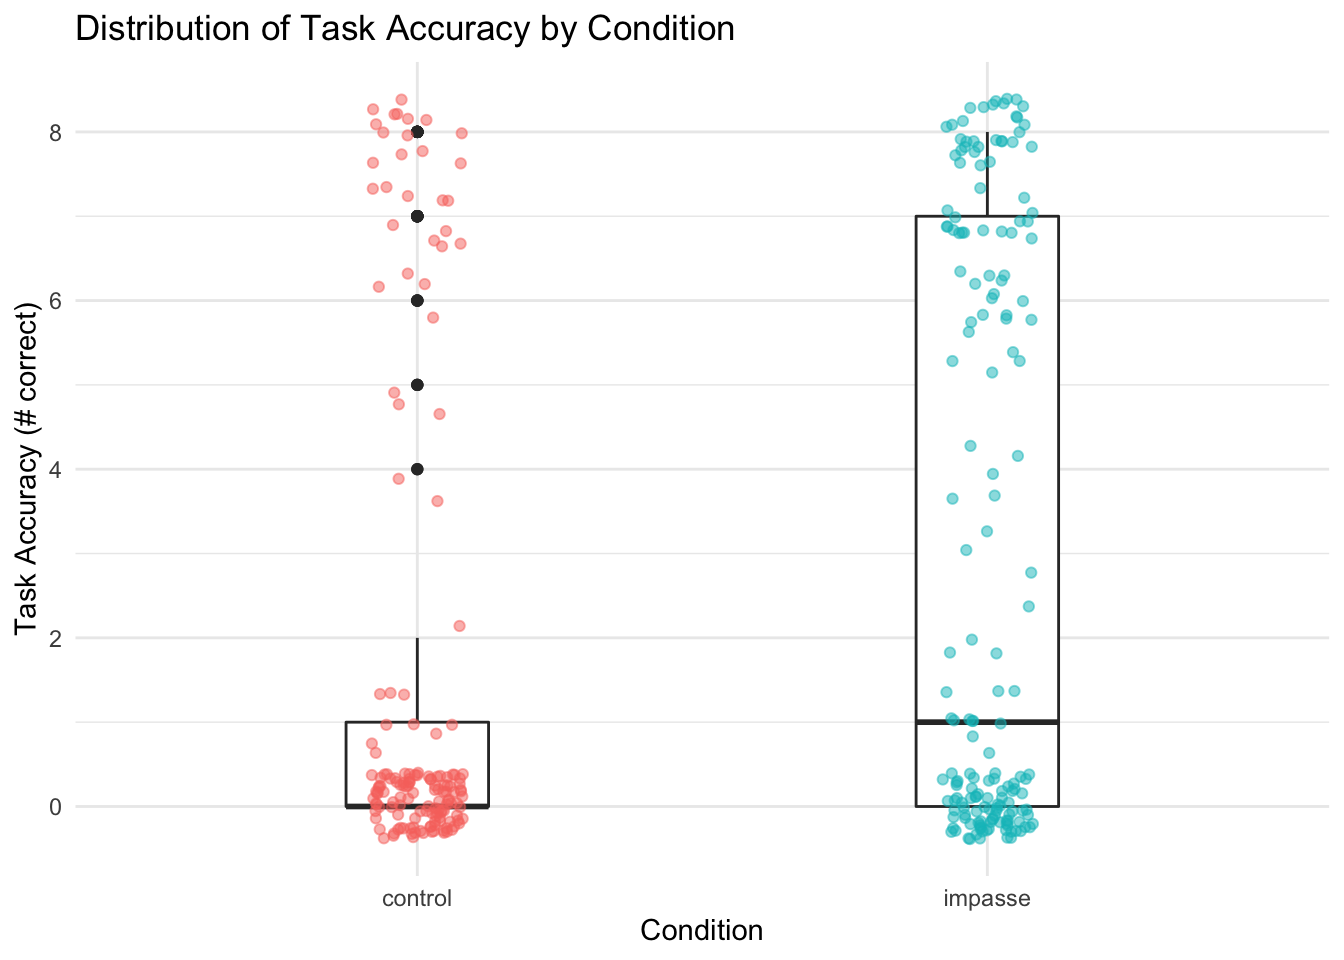 Distribution of Task Accuracy by Condition
Task Accuracy (# correct)
8
6
4
2
0
control
impasse
Condition